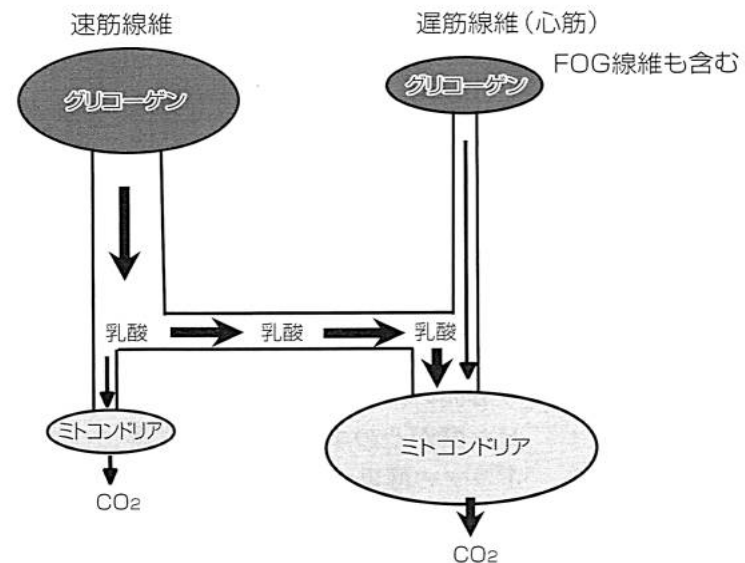 速筋線維
遅筋線維(心筋)
FOG線維も含む
グリコーゲン
グリコーゲン
乳酸
乳酸
乳酸
ミトコンドリア
ミトコンドリア
CO2
CO2